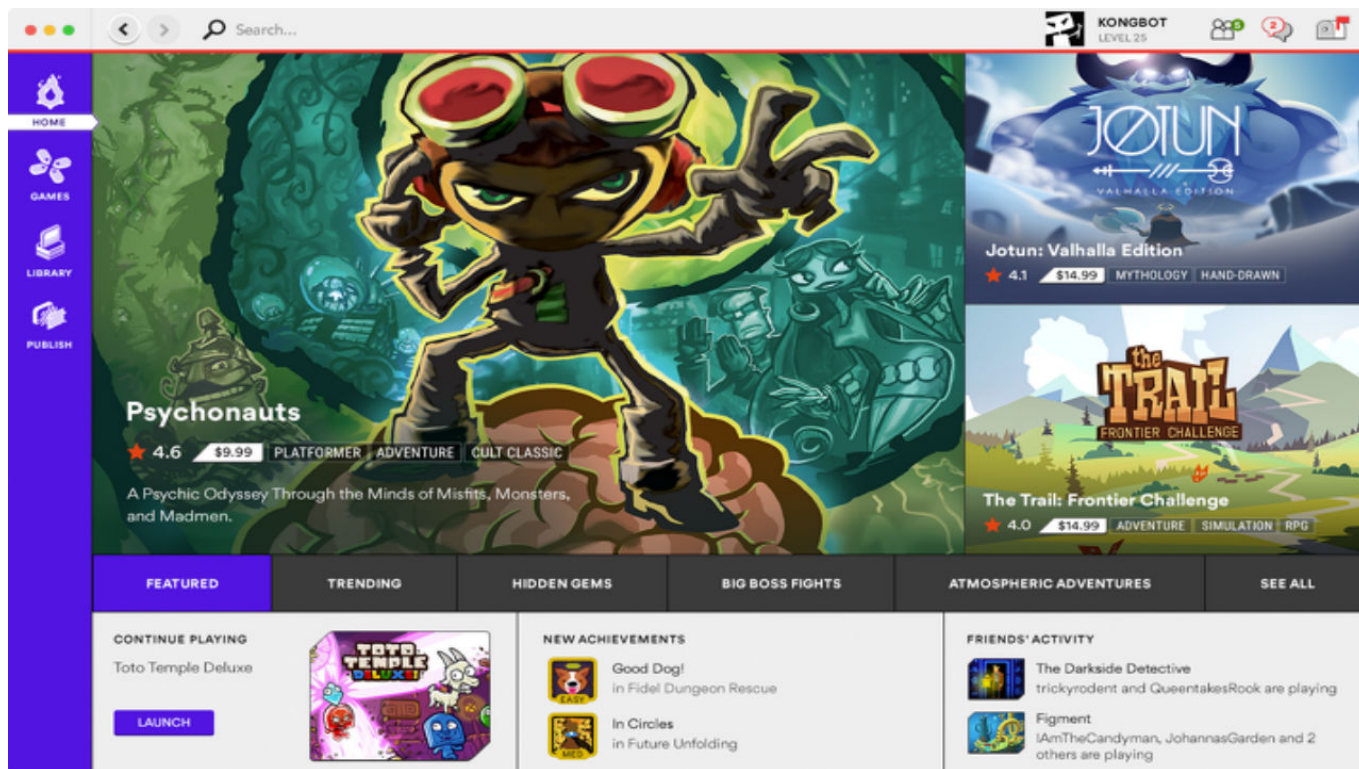 Search...
KONGBOT
LEVEL 25
5
2
HOME
GAMES
LIBRARY
PUBLISH
Psychonauts
4.6 $9.99 PLATFORMER ADVENTURE CULT CLASSIC
A Psychic Odyssey Through the Minds of Misfits, Monsters,
and Madmen.
JOTUN
VALHALLA EDITION
Jotun: Valhalla Edition
4.1 $14.99 MYTHOLOGY HAND-DRAWN
the
TRAIL
FRONTIER CHALLENGE
The Trail: Frontier Challenge
4.0 $14.99 ADVENTURE SIMULATION RPG
FEATURED TRENDING HIDDEN GEMS BIG BOSS FIGHTS ATMOSPHERIC ADVENTURES SEE ALL
CONTINUE PLAYING
Toto Temple Deluxe
LAUNCH
TOTO
TEMPLE
DELUXE!
NEW ACHIEVEMENTS
EASY
Good Dog!
in Fidel Dungeon Rescue
MED.
In Circles
in Future Unfolding
FRIENDS' ACTIVITY
The Darkside Detective
trickyrodent and QueentakesRook are playing
Figment
IAmTheCandyman, JohannasGarden and 2
others are playing